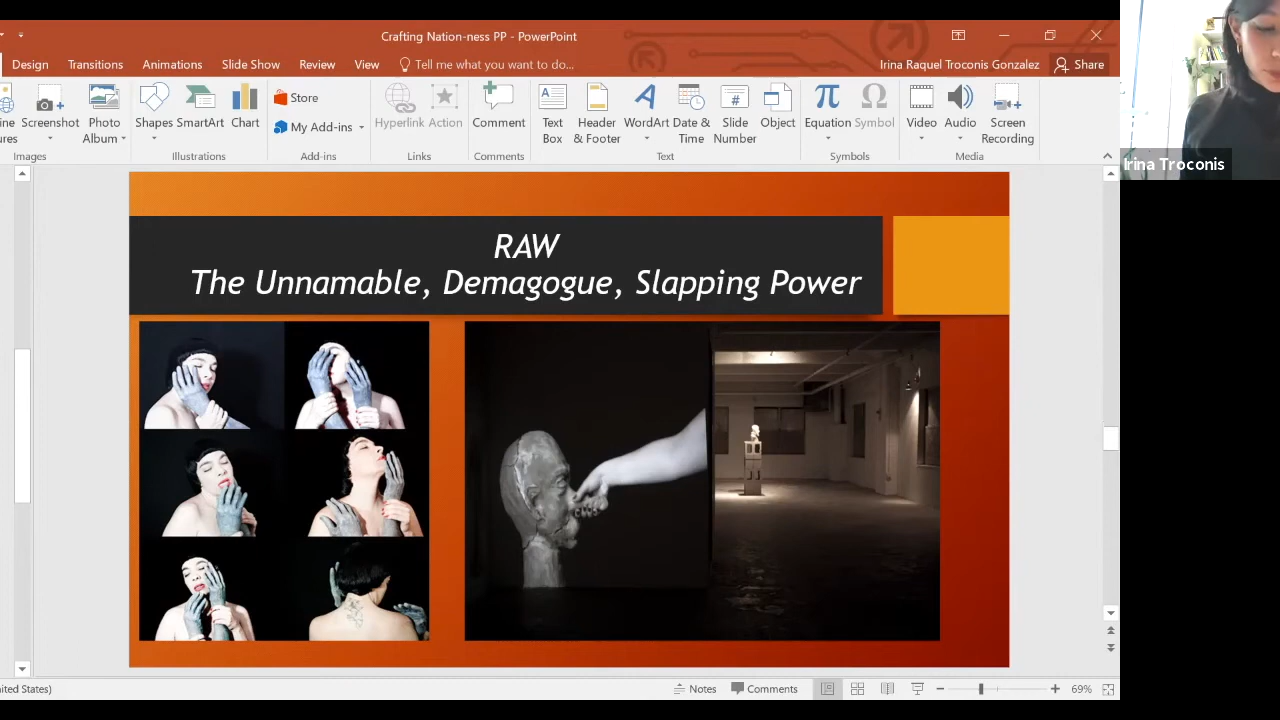 Crafting Nation-ness PP - PowerPoint
Design Transitions Animations Slide Show Review View Tell me what you want to do...
Irina Raquel Troconis Gonzalez Share
Screenshot Photo Album Shapes SmartArt Chart Store My Add-ins Hyperlink Action Comment Text Box Header & Footer WordArt Date & Time Slide Number Object Equation Symbol Video Audio Screen Recording
Images Illustrations Add-ins Links Comments Text Symbols Media
Irina Troconis
RAW
The Unnamable, Demagogue, Slapping Power
Notes Comments 69%